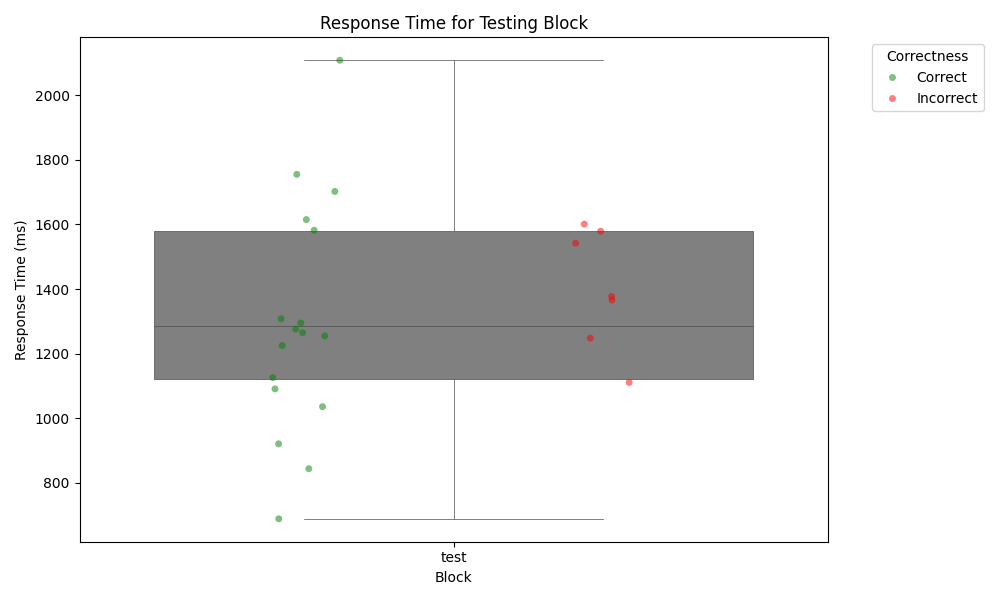 Response Time for Testing Block
Correctness
Correct
Incorrect
Response Time (ms)
2000
1800
1600
1400
1200
1000
800
test
Block